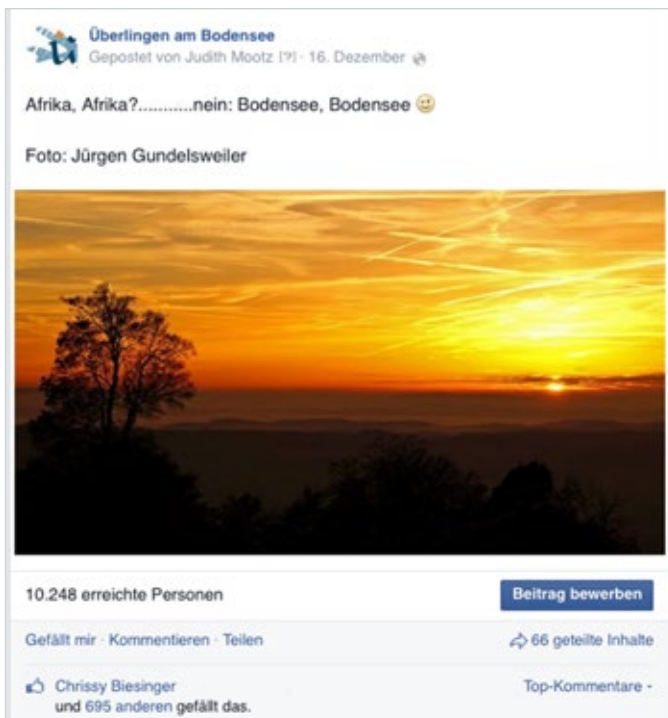 Überlingen am Bodensee
Gepostet von Judith Mootz [?] · 16. Dezember
Afrika, Afrika?...........nein: Bodensee, Bodensee 😉
Foto: Jürgen Gundelsweiler
10.248 erreichte Personen
Beitrag bewerben
Gefällt mir · Kommentieren · Teilen
66 geteilte Inhalte
Chrissy Biesinger
und 695 anderen gefällt das.
Top-Kommentare